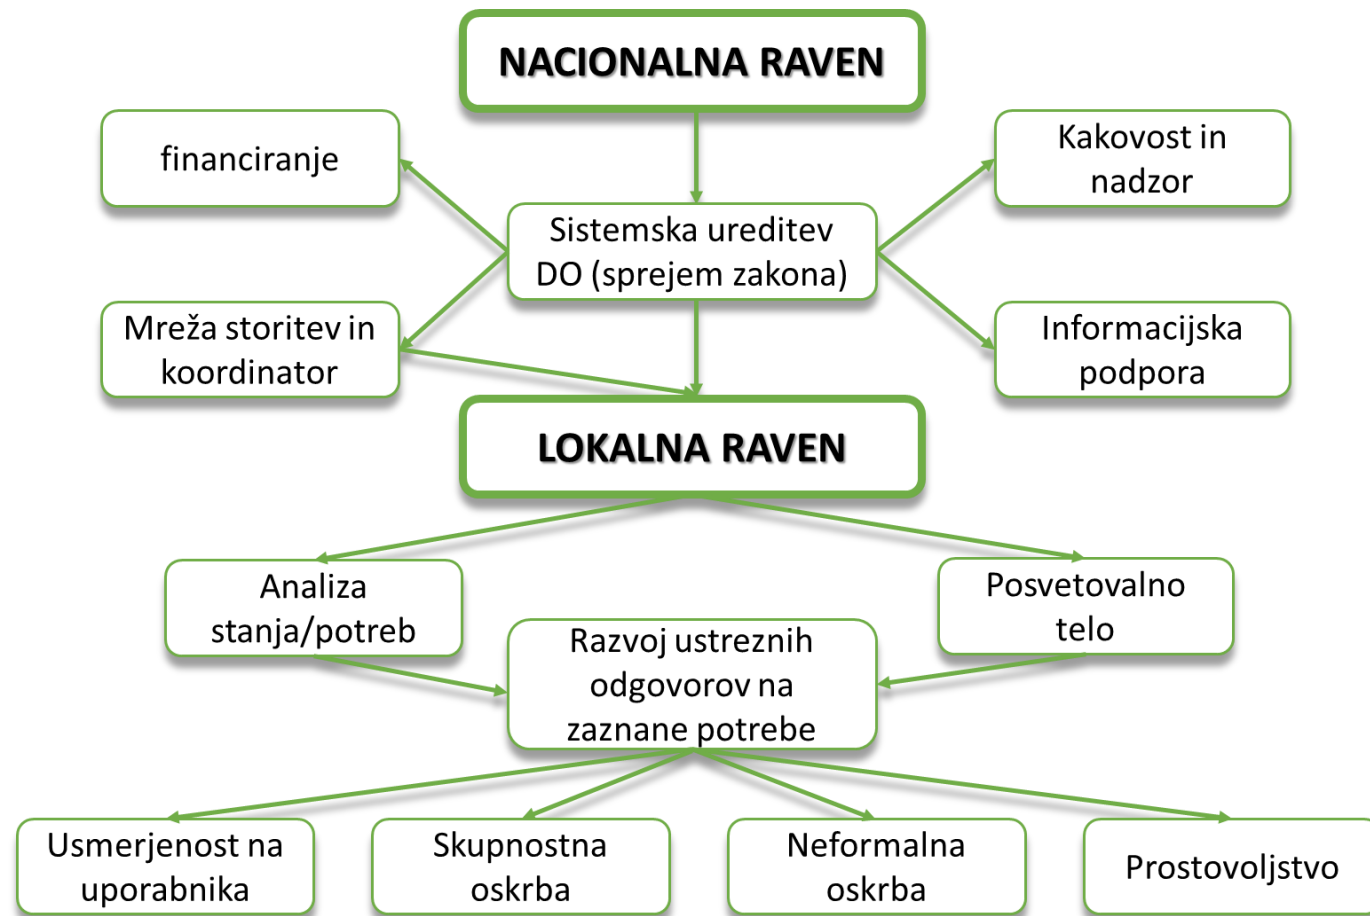 NACIONALNA RAVEN
financiranje
Kakovost in
nadzor
Sistemska ureditev
DO (sprejem zakona)
Mreža storitev in
koordinator
Informacijska
podpora
LOKALNA RAVEN
Analiza
stanja/potreb
Posvetovalno
telo
Razvoj ustreznih
odgovorov na
zaznane potrebe
Usmerjenost na
uporabnika
Skupnostna
oskrba
Neformalna
oskrba
Prostovoljstvo